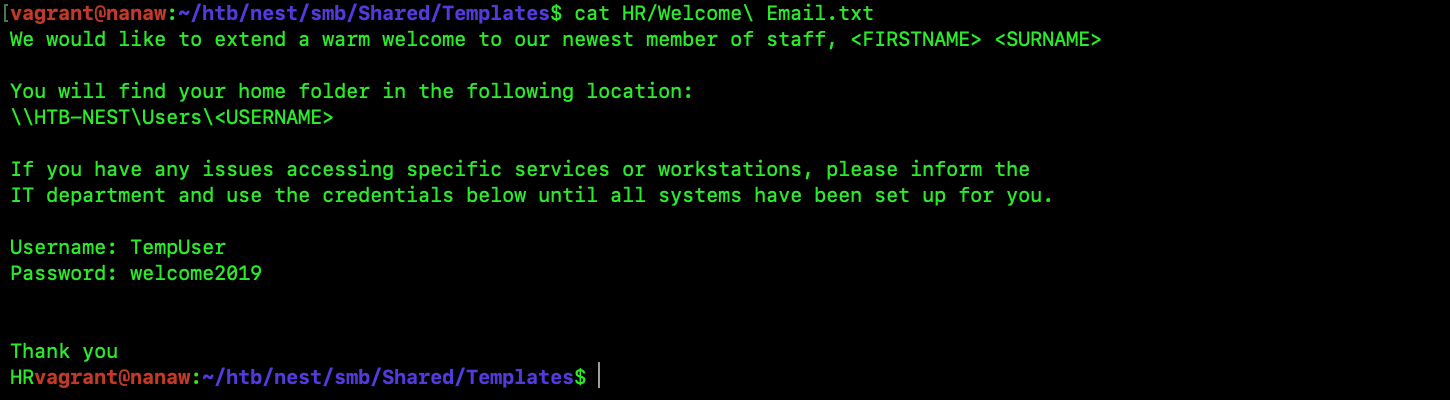 [vagrant@nanaw:~/htb/nest/smb/Shared/Templates$ cat HR/Welcome\ Email.txt
We would like to extend a warm welcome to our newest member of staff, <FIRSTNAME> <SURNAME>
You will find your home folder in the following location:
\\HTB-NEST\Users\<USERNAME>
If you have any issues accessing specific services or workstations, please inform the
IT department and use the credentials below until all systems have been set up for you.
Username: TempUser
Password: welcome2019
Thank you
HRvagrant@nanaw:~/htb/nest/smb/Shared/Templates$